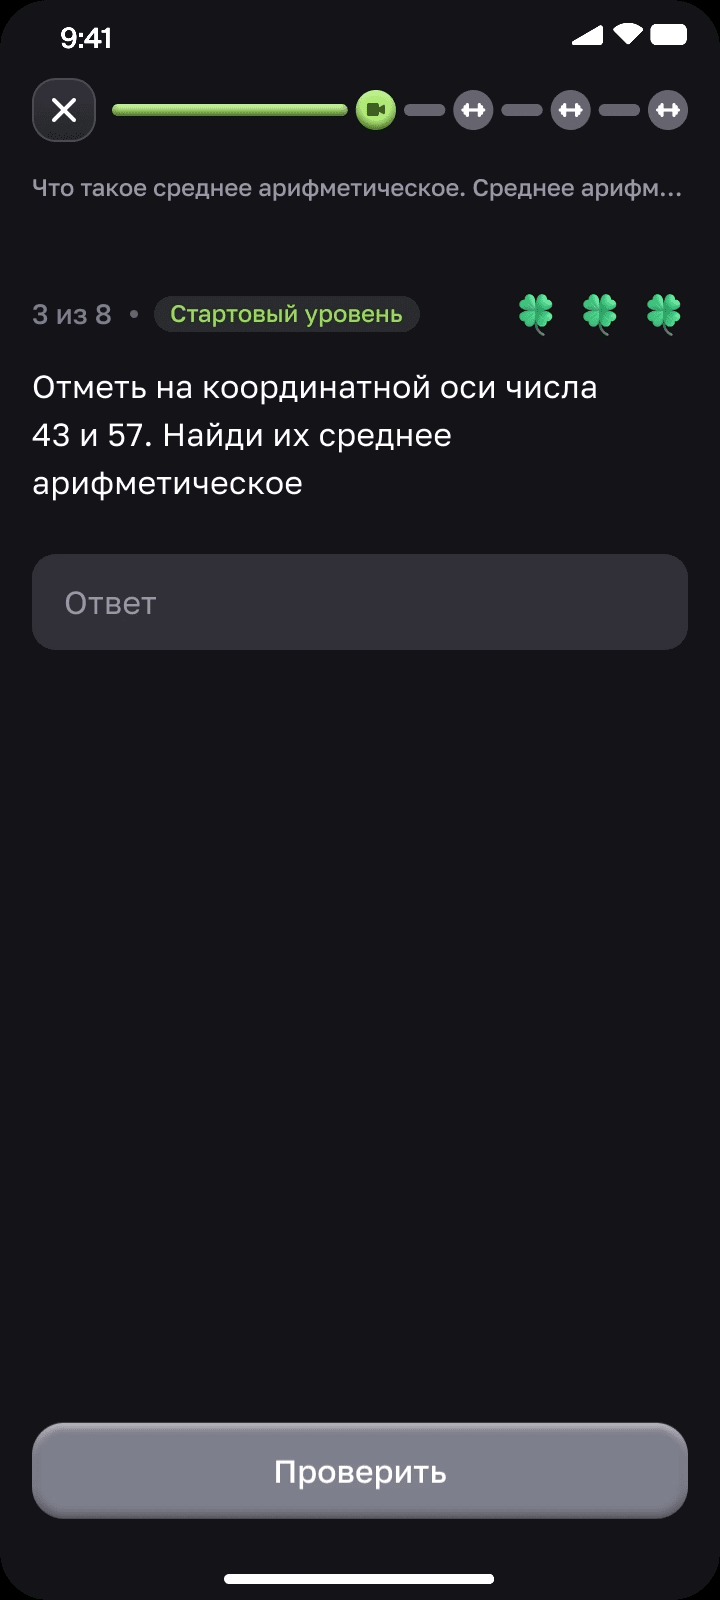 9:41
Что такое среднее арифметическое. Среднее арифм...
3 из 8 • Стартовый уровень
Отметь на координатной оси числа
43 и 57. Найди их среднее
арифметическое
Ответ
Проверить